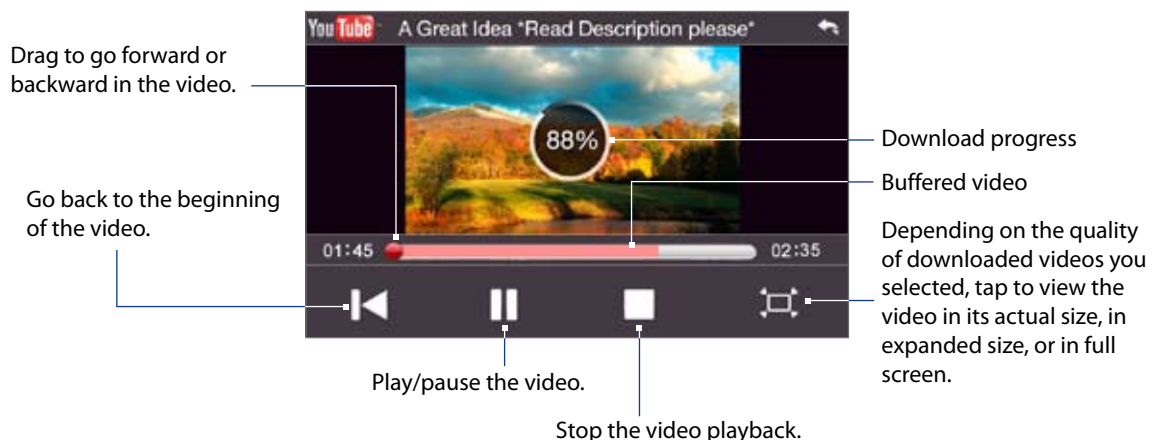 You Tube A Great Idea *Read Description please*
Drag to go forward or
backward in the video.
88%
Download progress
Buffered video
Go back to the beginning
of the video.
01:45
02:35
Depending on the quality
of downloaded videos you
selected, tap to view the
video in its actual size, in
expanded size, or in full
screen.
Play/pause the video.
Stop the video playback.